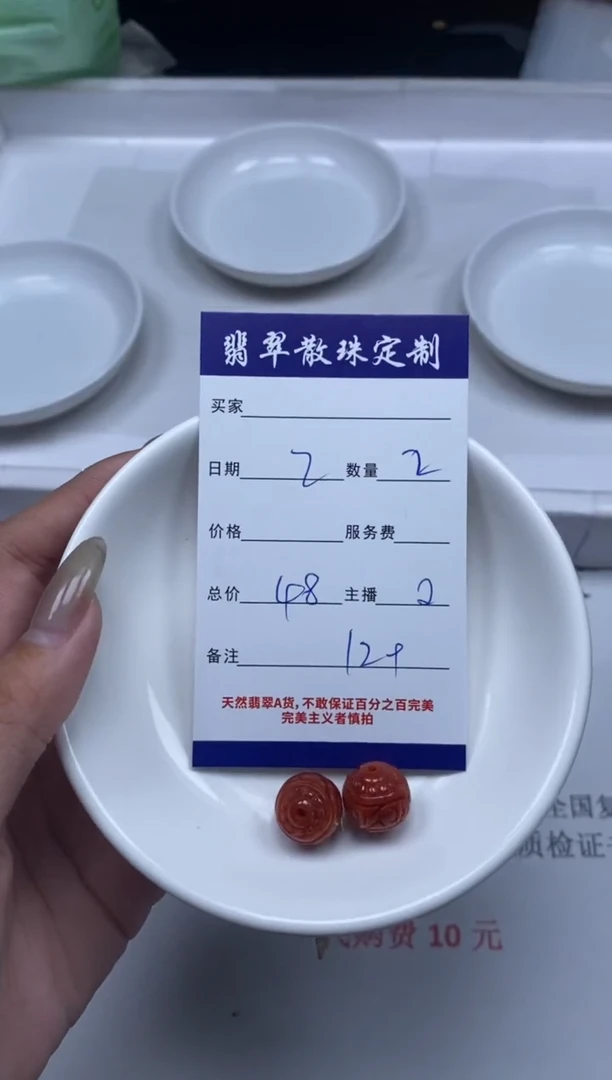 翡翠散珠定制
买家
日期 2 数量 2
价格 服务费
总价 48 主播 2
备注 12+
天然翡翠A货，不敢保证百分之百完美
完美主义者慎拍
全国复
质检证书
代购费 10 元